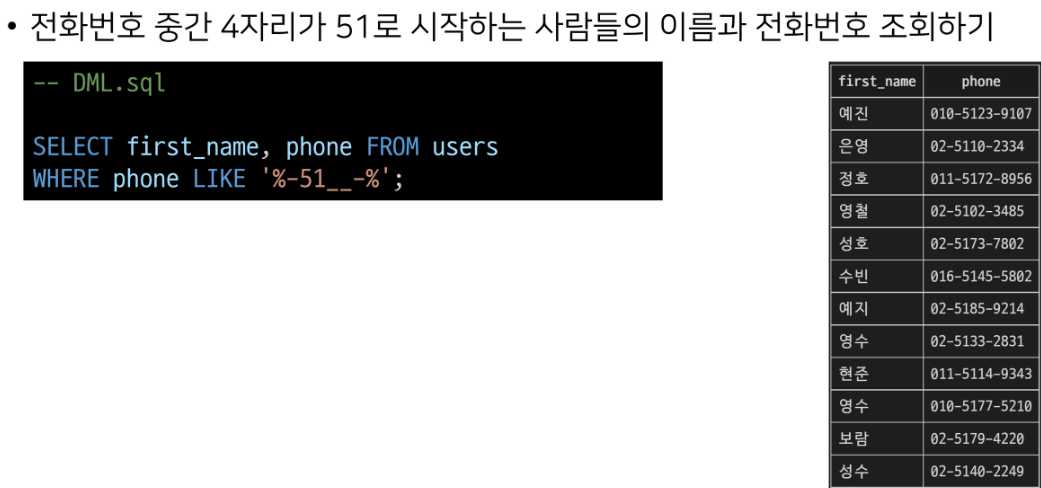 • 전화번호 중간 4자리가 51로 시작하는 사람들의 이름과 전화번호 조회하기
-- DML.sql
SELECT first_name, phone FROM users
WHERE phone LIKE '%-51__-%';
first_name phone
예진 010-5123-9107
은영 02-5110-2334
정호 011-5172-8956
영철 02-5102-3485
성호 02-5173-7802
수빈 016-5145-5802
예지 02-5185-9214
영수 02-5133-2831
현준 011-5114-9343
영수 010-5177-5210
보람 02-5179-4220
성수 02-5140-2249